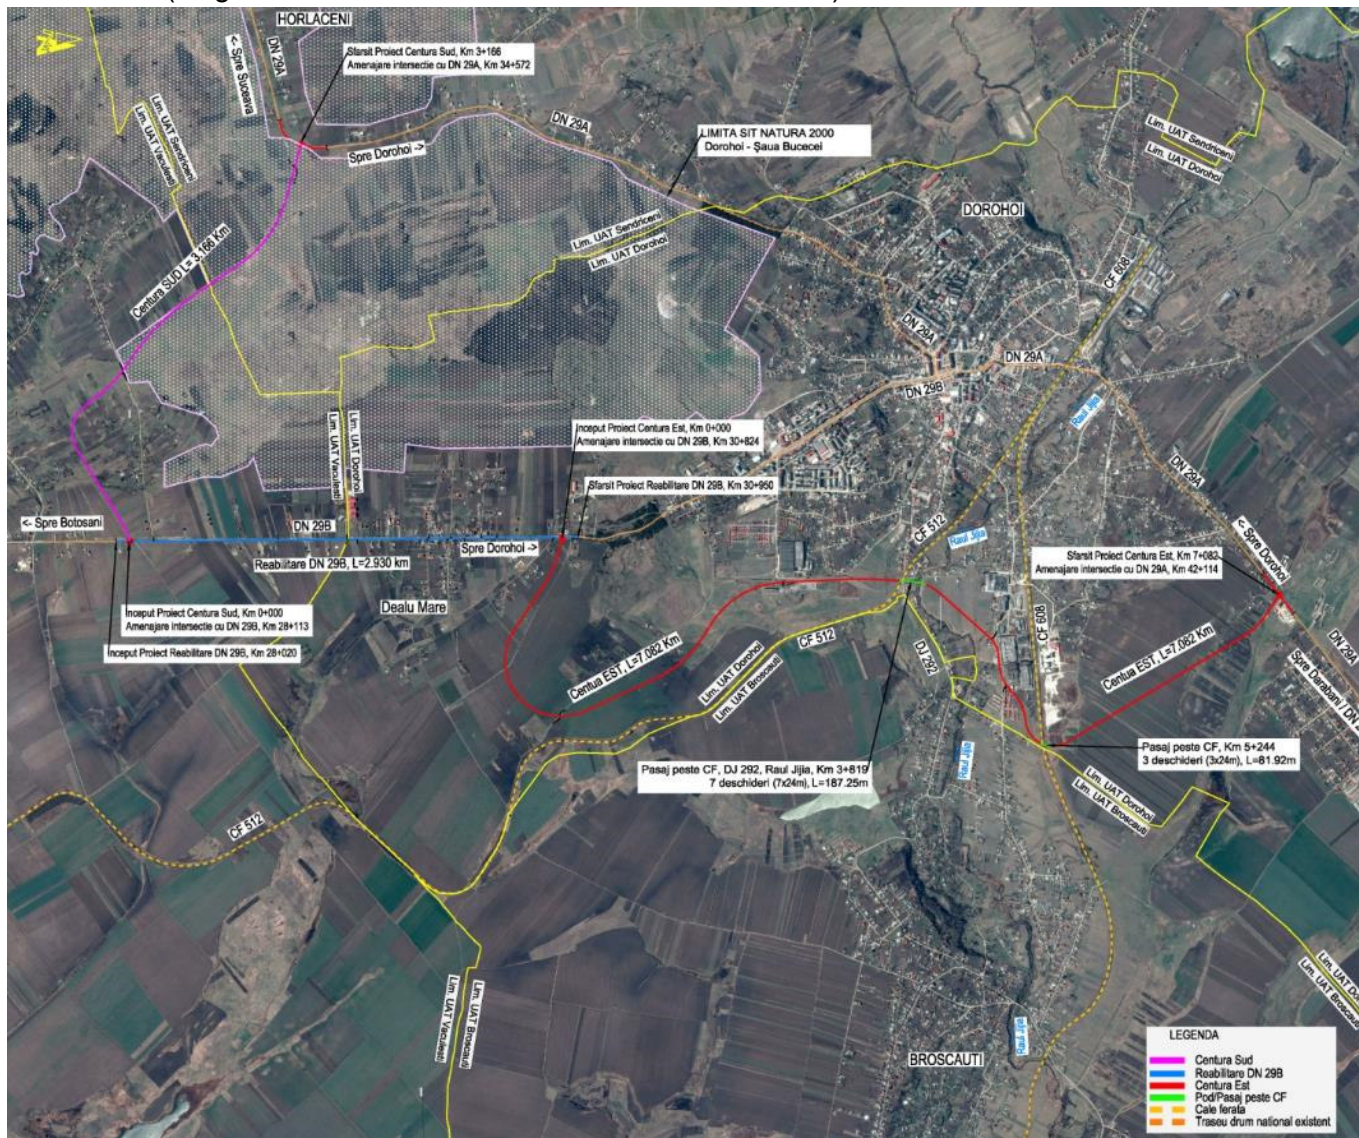 HORLACENI
<- Spre Suceava
DN 29A
Sfarsit Proiect Centura Sud, Km 3+166
Amenajare intersectie cu DN 29A, Km 34+572
Lim. UAT Sendriceni
Lim. UAT Vaculesti
Spre Dorohoi ->
DN 29A
LIMITA SIT NATURA 2000
Dorohoi - Şaua Bucecei
Lim. UAT Sendriceni
Lim. UAT Dorohoi
DOROHOI
Lim. UAT Sendriceni
Lim. UAT Dorohoi
CF 608
Centura SUD L= 3.166 Km
DN 29A
DN 29A
DN 29B
Raul Jijia
Lim. UAT Vaculesti
Lim. UAT Dorohoi
Inceput Proiect Centura Est, Km 0+000
Amenajare intersectie cu DN 29B, Km 30+824
Sfarsit Proiect Reabilitare DN 29B, Km 30+950
DN 29A
<- Spre Botosani
DN 29B
Spre Dorohoi ->
Reabilitare DN 29B, L=2.930 km
CF 512
Raul Jijia
<- Spre Dorohoi
Sfarsit Proiect Centura Est, Km 7+082
Amenajare intersectie cu DN 29A, Km 42+114
Inceput Proiect Centura Sud, Km 0+000
Amenajare intersectie cu DN 29B, Km 28+113
Inceput Proiect Reabilitare DN 29B, Km 28+020
Dealu Mare
Centua EST, L=7.082 Km
CF 512
Lim. UAT Dorohoi
Lim. UAT Broscauti
DJ 292
CF 608
Centua EST, L=7.082 Km
DN 29A
Spre Darabani / DN 2
Pasaj peste CF, DJ 292, Raul Jijia, Km 3+819
7 deschideri (7x24m), L=187.25m
Raul Jijia
Pasaj peste CF, Km 5+244
3 deschideri (3x24m), L=81.92m
Lim. UAT Dorohoi
Lim. UAT Broscauti
CF 512
Lim. UAT Vaculesti
Lim. UAT Broscauti
Lim. UAT Do
Lim. UAT Broscauti
Raul Jijia
BROSCAUTI
LEGENDA
Centura Sud
Reabilitare DN 29B
Centura Est
Pod/Pasaj peste CF
Cale ferata
Traseu drum national existent